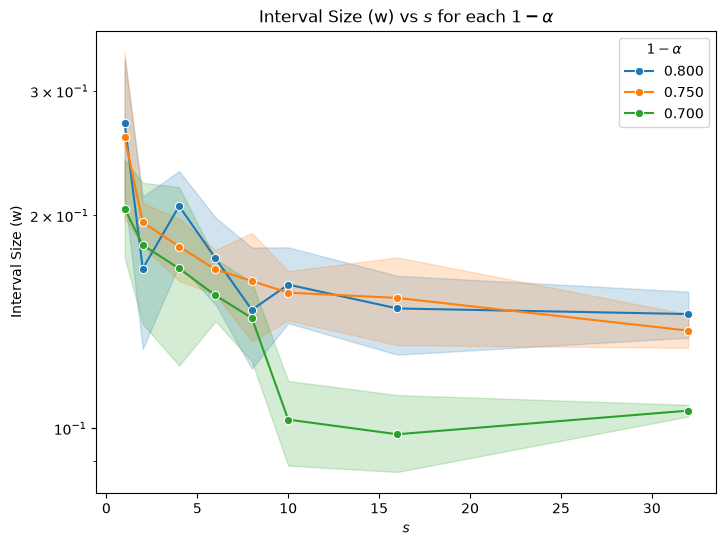 Interval Size (w) vs s for each 1 − α
1 − α
0.800
0.750
0.700
3 × 10⁻¹
2 × 10⁻¹
10⁻¹
Interval Size (w)
0 5 10 15 20 25 30
s